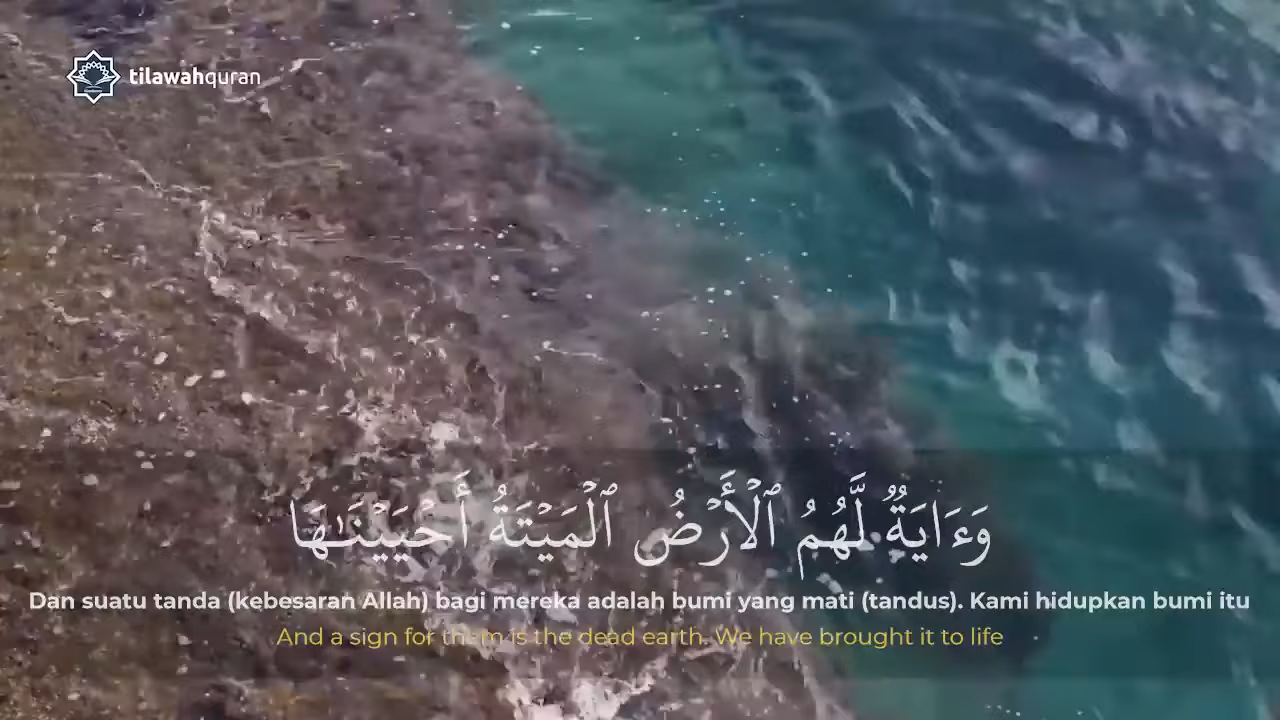 tilawahquran
وَءَايَةٌ لَّهُمُ ٱلْأَرْضُ ٱلْمَيْتَةُ أَحْيَيْنَـٰهَا
Dan suatu tanda (kebesaran Allah) bagi mereka adalah bumi yang mati (tandus). Kami hidupkan bumi itu
And a sign for them is the dead earth. We have brought it to life